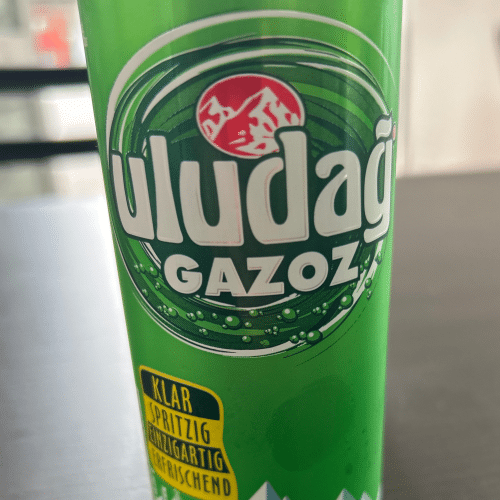 uludağ
GAZOZ
KLAR
SPRITZIG
EINZIGARTIG
ERFRISCHEND